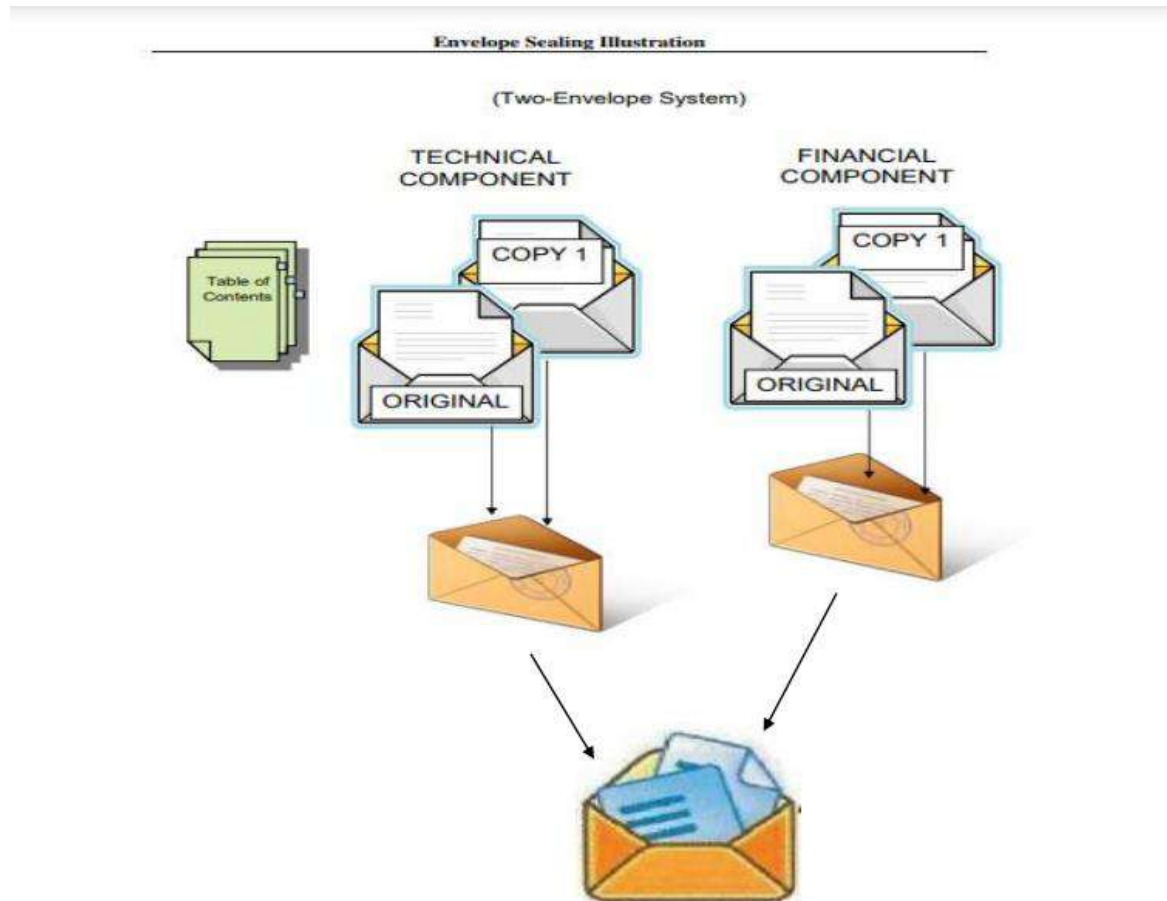 Envelope Sealing Illustration
(Two-Envelope System)
TECHNICAL
COMPONENT
FINANCIAL
COMPONENT
Table of
Contents
COPY 1
ORIGINAL
COPY 1
ORIGINAL